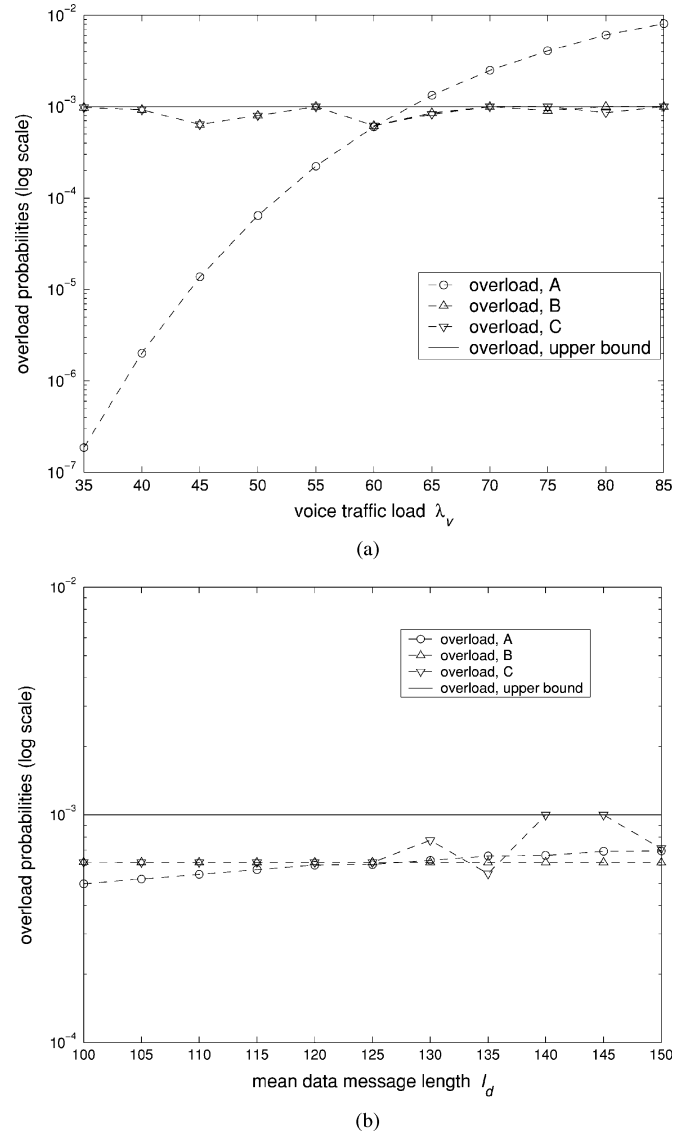 10^-2
10^-3
10^-4
10^-5
10^-6
10^-7
overload probabilities (log scale)
overload, A
overload, B
overload, C
overload, upper bound
35 40 45 50 55 60 65 70 75 80 85
voice traffic load λ_v
(a)
10^-2
10^-3
10^-4
overload probabilities (log scale)
overload, A
overload, B
overload, C
overload, upper bound
100 105 110 115 120 125 130 135 140 145 150
mean data message length l_d
(b)